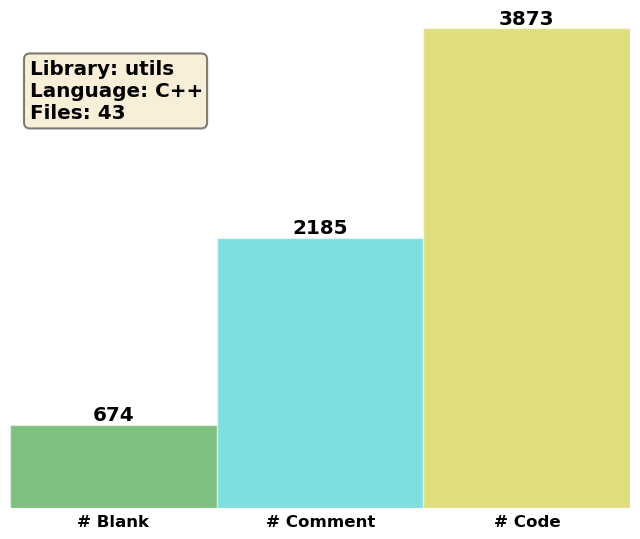 3873
Library: utils
Language: C++
Files: 43
2185
674
# Blank
# Comment
# Code